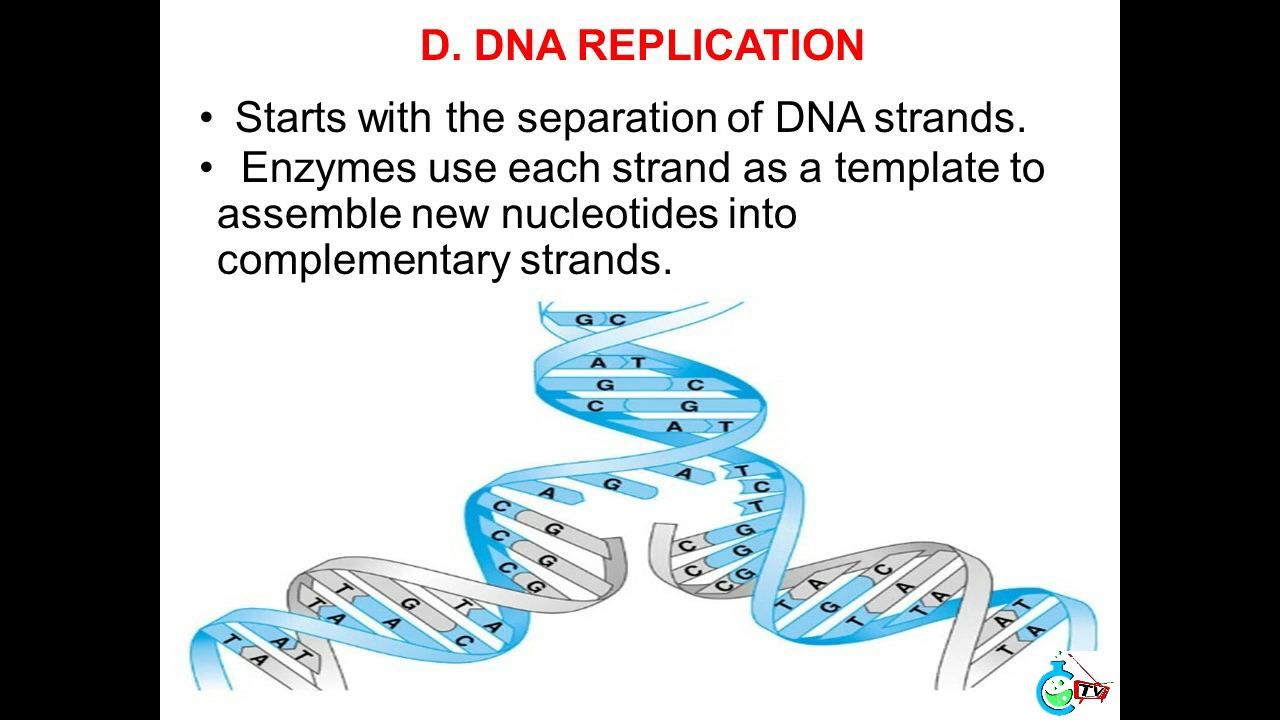 D. DNA REPLICATION
• Starts with the separation of DNA strands.
• Enzymes use each strand as a template to
assemble new nucleotides into
complementary strands.
G C
A T
G C
C G
A T
A G A T
C
T
C G
C G
C G
C G
C G
C G
T A
T A
G C
T A
A T
T A
T A
G C
T A
T A
A T
T A
TV